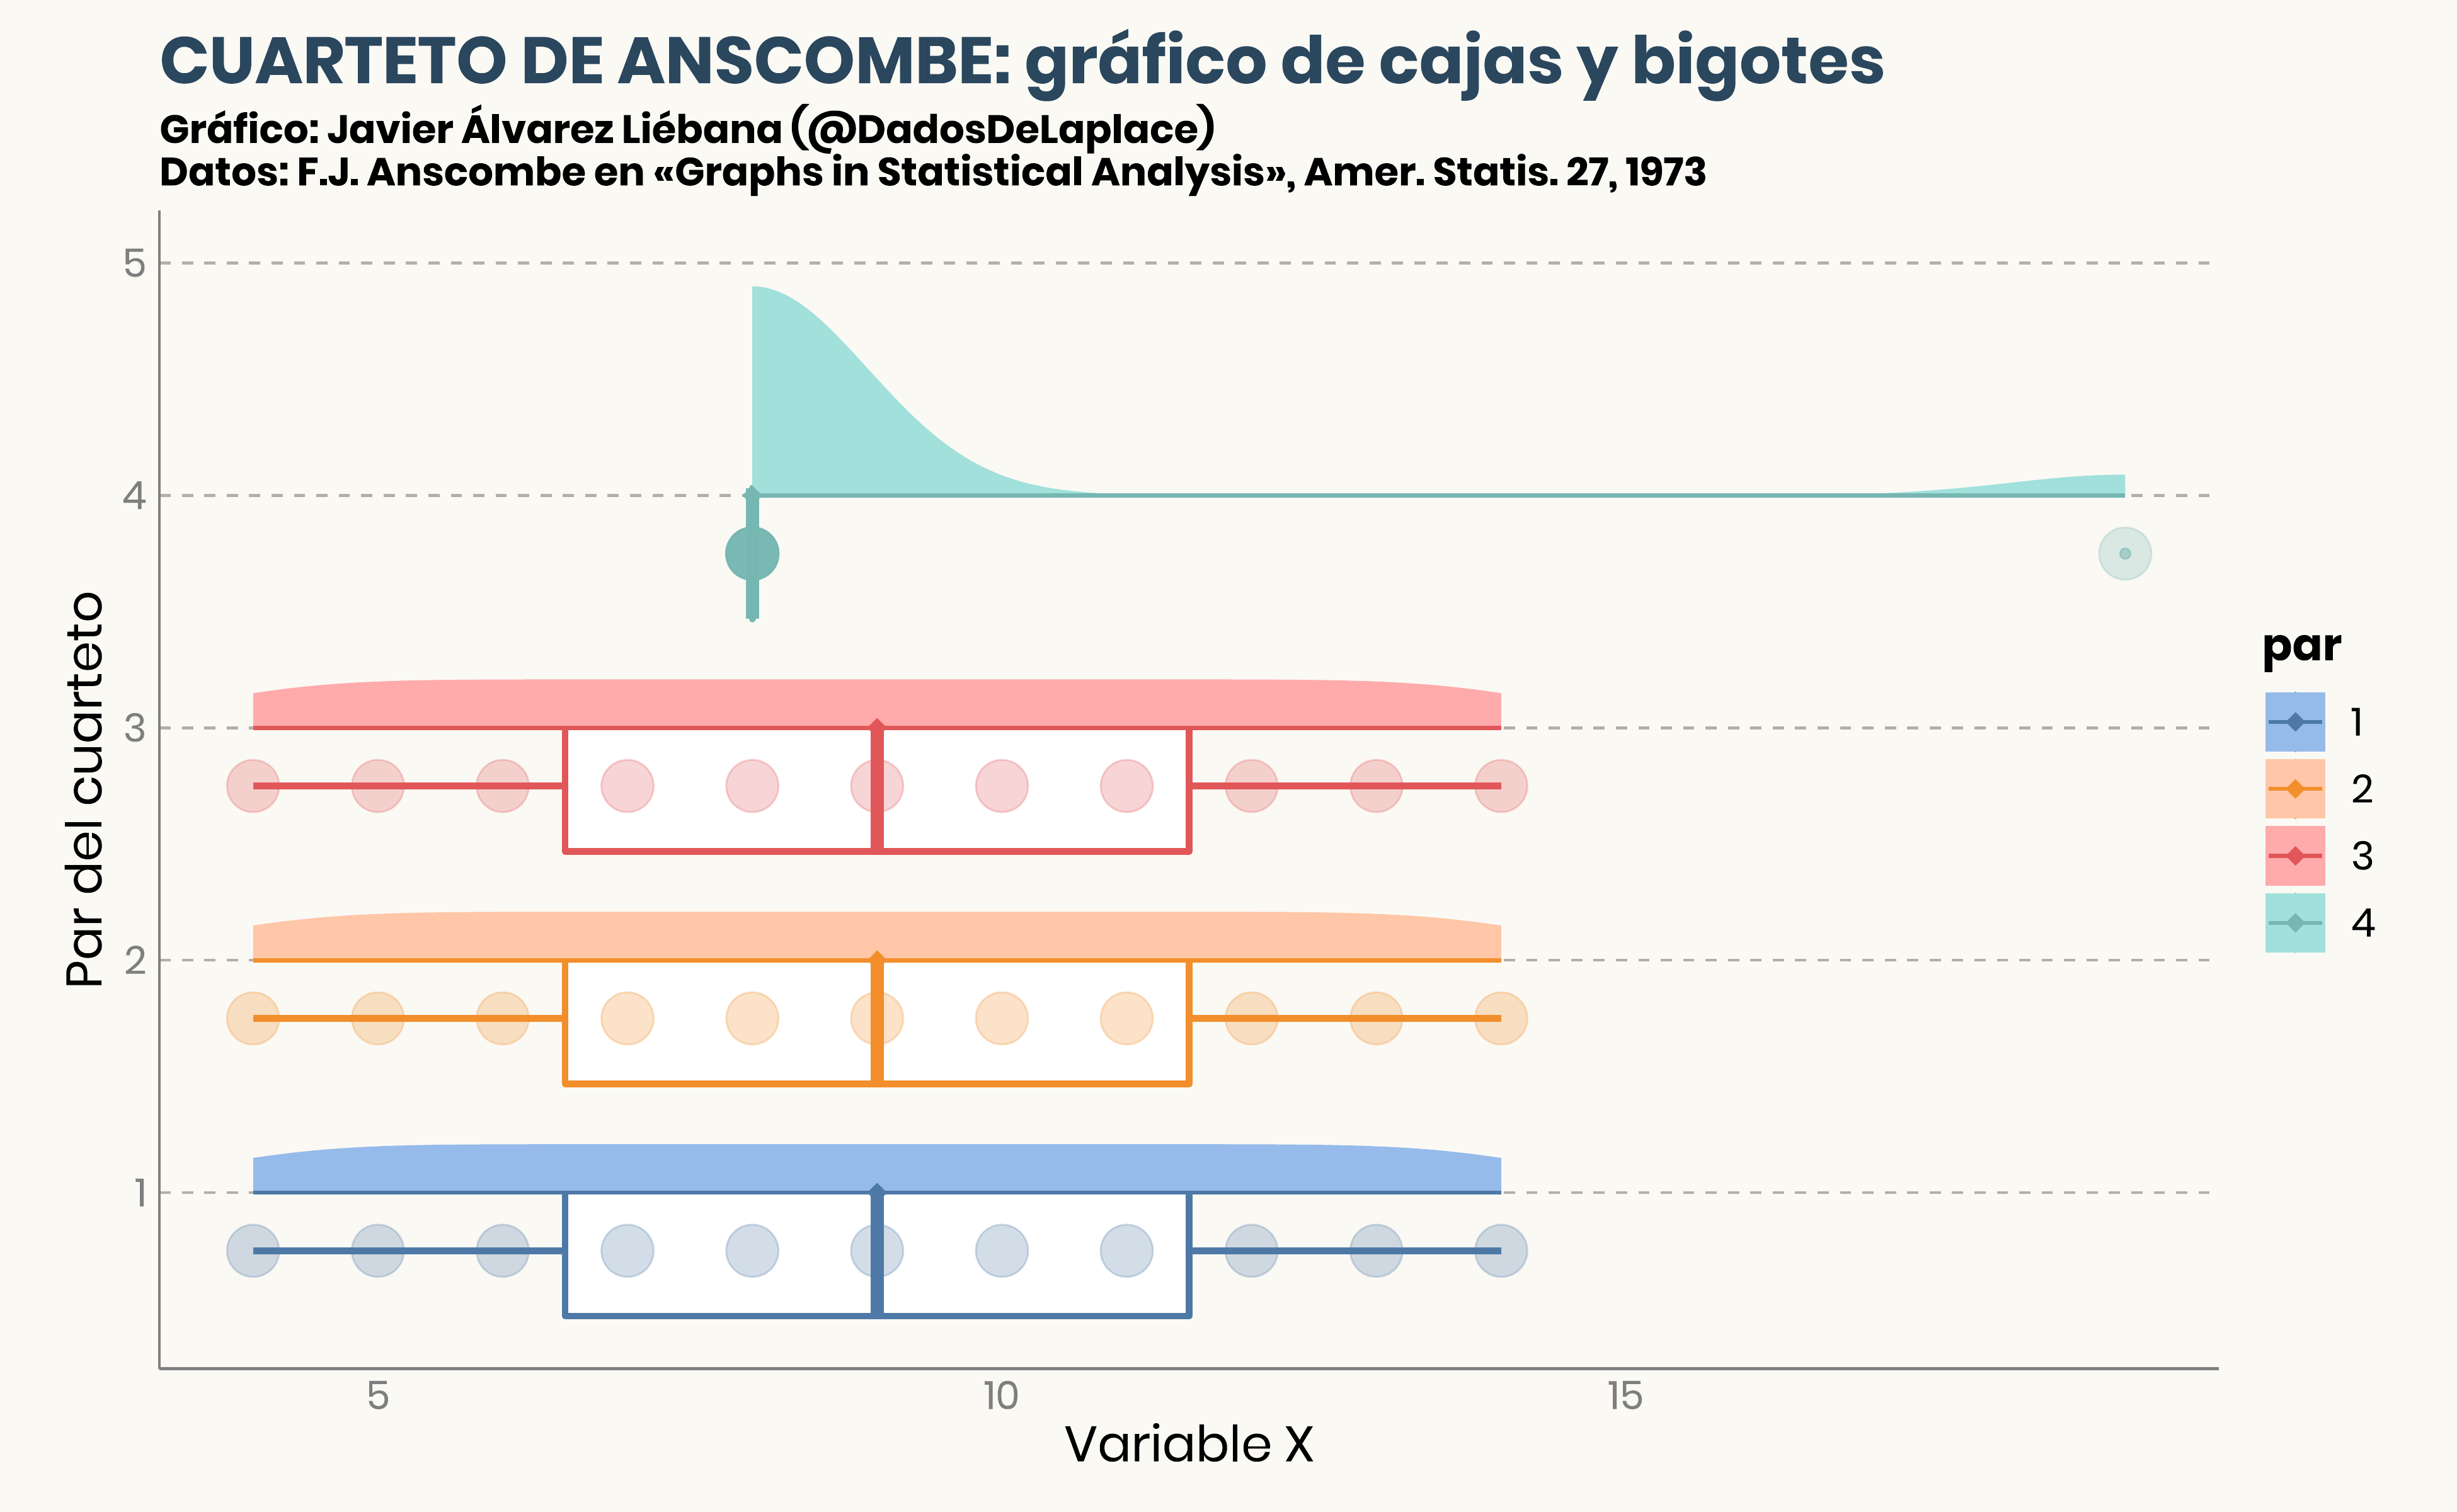 CUARTETO DE ANSCOMBE: gráfico de cajas y bigotes
Gráfico: Javier Álvarez Liébana (@DadosDeLaplace)
Datos: F.J. Anscombe en «Graphs in Statistical Analysis», Amer. Statis. 27, 1973
5
4
3
2
1
Par del cuarteto
5
10
15
Variable X
par
1
2
3
4